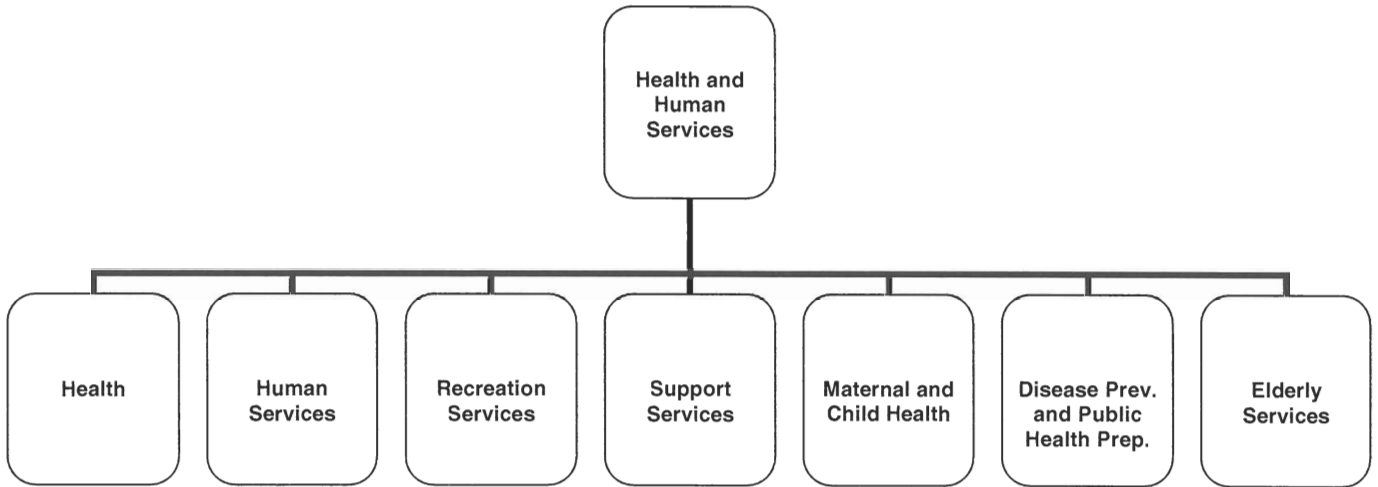 Health and
Human
Services
Health
Human
Services
Recreation
Services
Support
Services
Maternal and
Child Health
Disease Prev.
and Public
Health Prep.
Elderly
Services